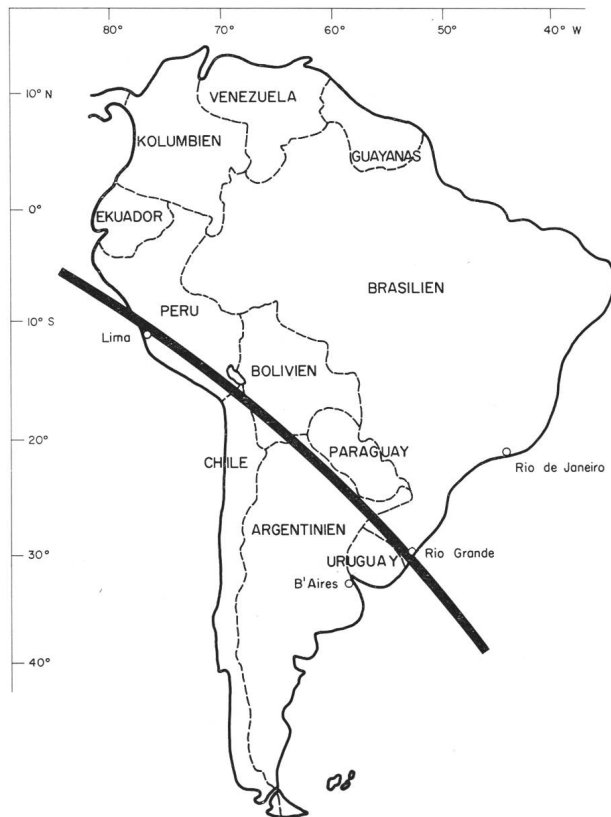 80° 70° 60° 50° 40° W
10° N
VENEZUELA
KOLUMBIEN
GUAYANAS
0°
EKUADOR
BRASILIEN
PERU
10° S
Lima
BOLIVIEN
20°
PARAGUAY
CHILE
Rio de Janeiro
ARGENTINIEN
30°
Rio Grande
URUGUAY
B'Aires
40°